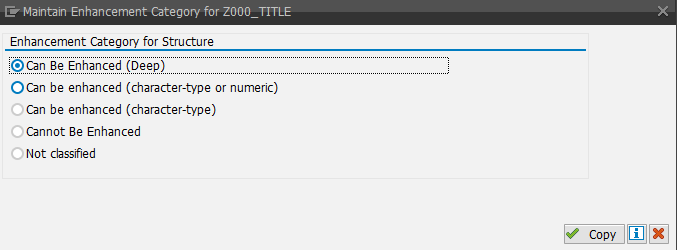 Maintain Enhancement Category for Z000_TITLE
Enhancement Category for Structure
Can Be Enhanced (Deep)
Can be enhanced (character-type or numeric)
Can be enhanced (character-type)
Cannot Be Enhanced
Not classified
Copy